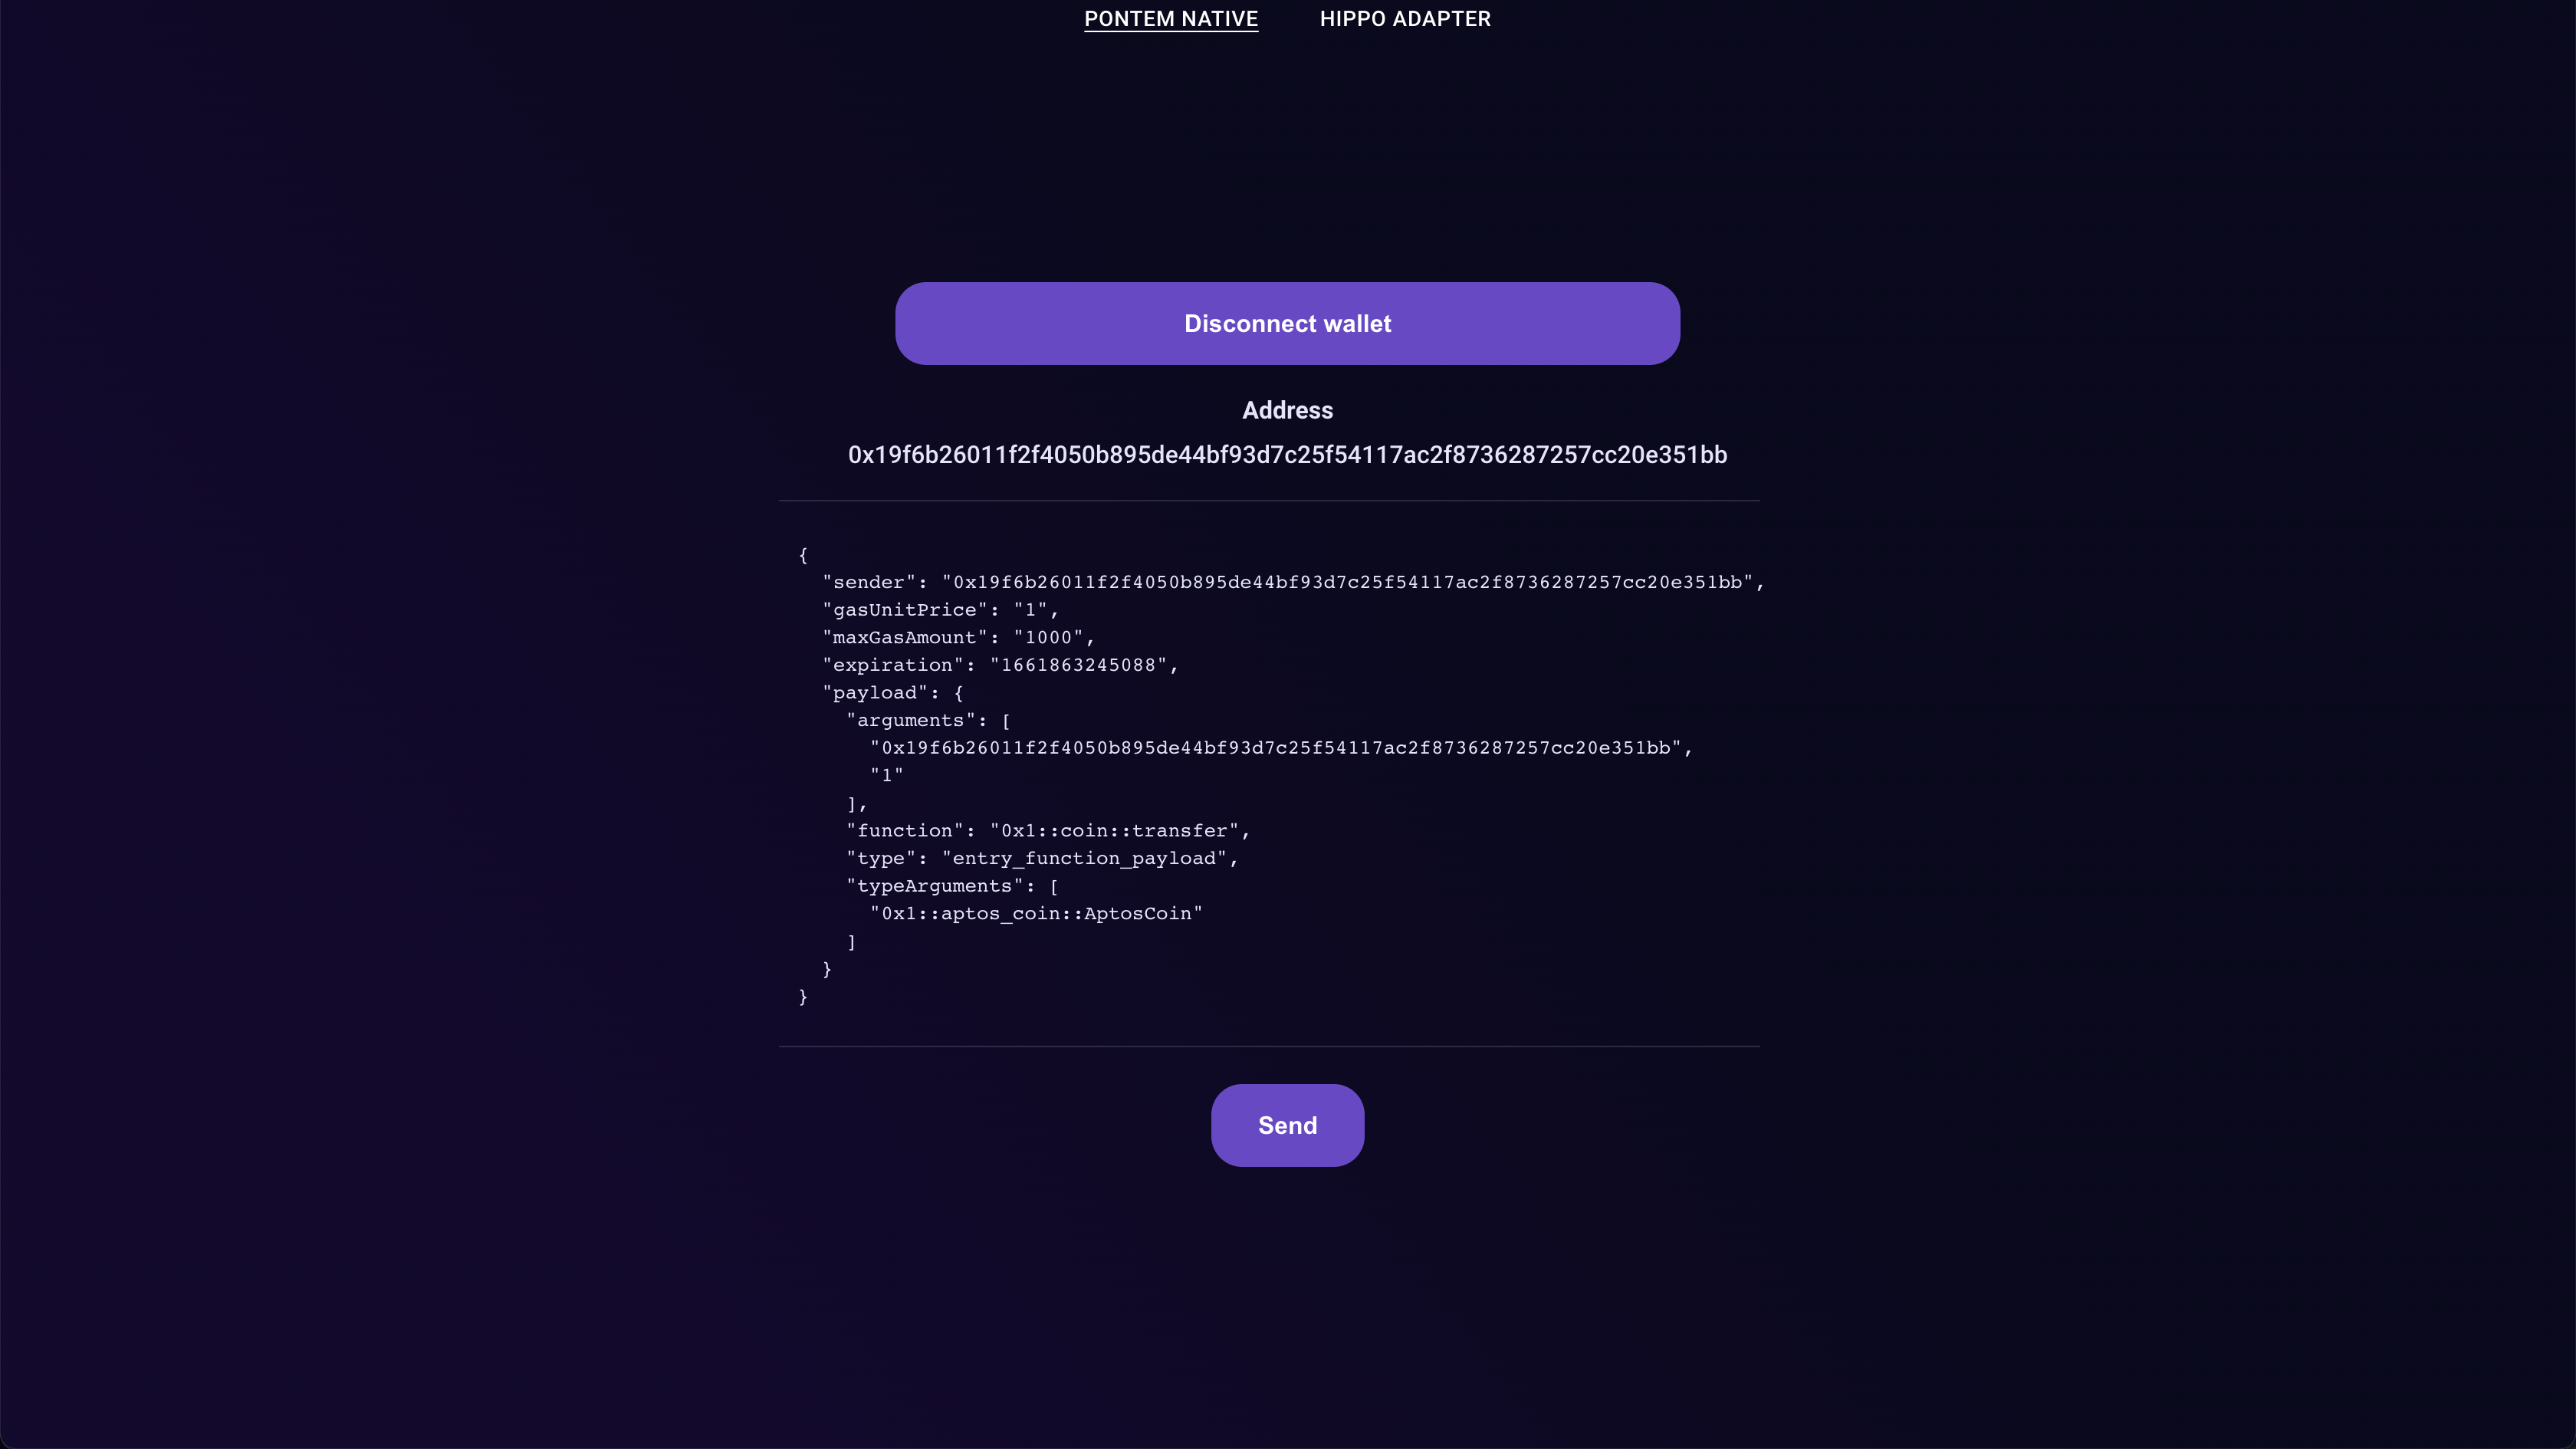 PONTEM NATIVE HIPPO ADAPTER
Disconnect wallet
Address
0x19f6b26011f2f4050b895de44bf93d7c25f54117ac2f8736287257cc20e351bb
{
  "sender": "0x19f6b26011f2f4050b895de44bf93d7c25f54117ac2f8736287257cc20e351bb",
  "gasUnitPrice": "1",
  "maxGasAmount": "1000",
  "expiration": "1661863245088",
  "payload": {
    "arguments": [
      "0x19f6b26011f2f4050b895de44bf93d7c25f54117ac2f8736287257cc20e351bb",
      "1"
    ],
    "function": "0x1::coin::transfer",
    "type": "entry_function_payload",
    "typeArguments": [
      "0x1::aptos_coin::AptosCoin"
    ]
  }
}
Send